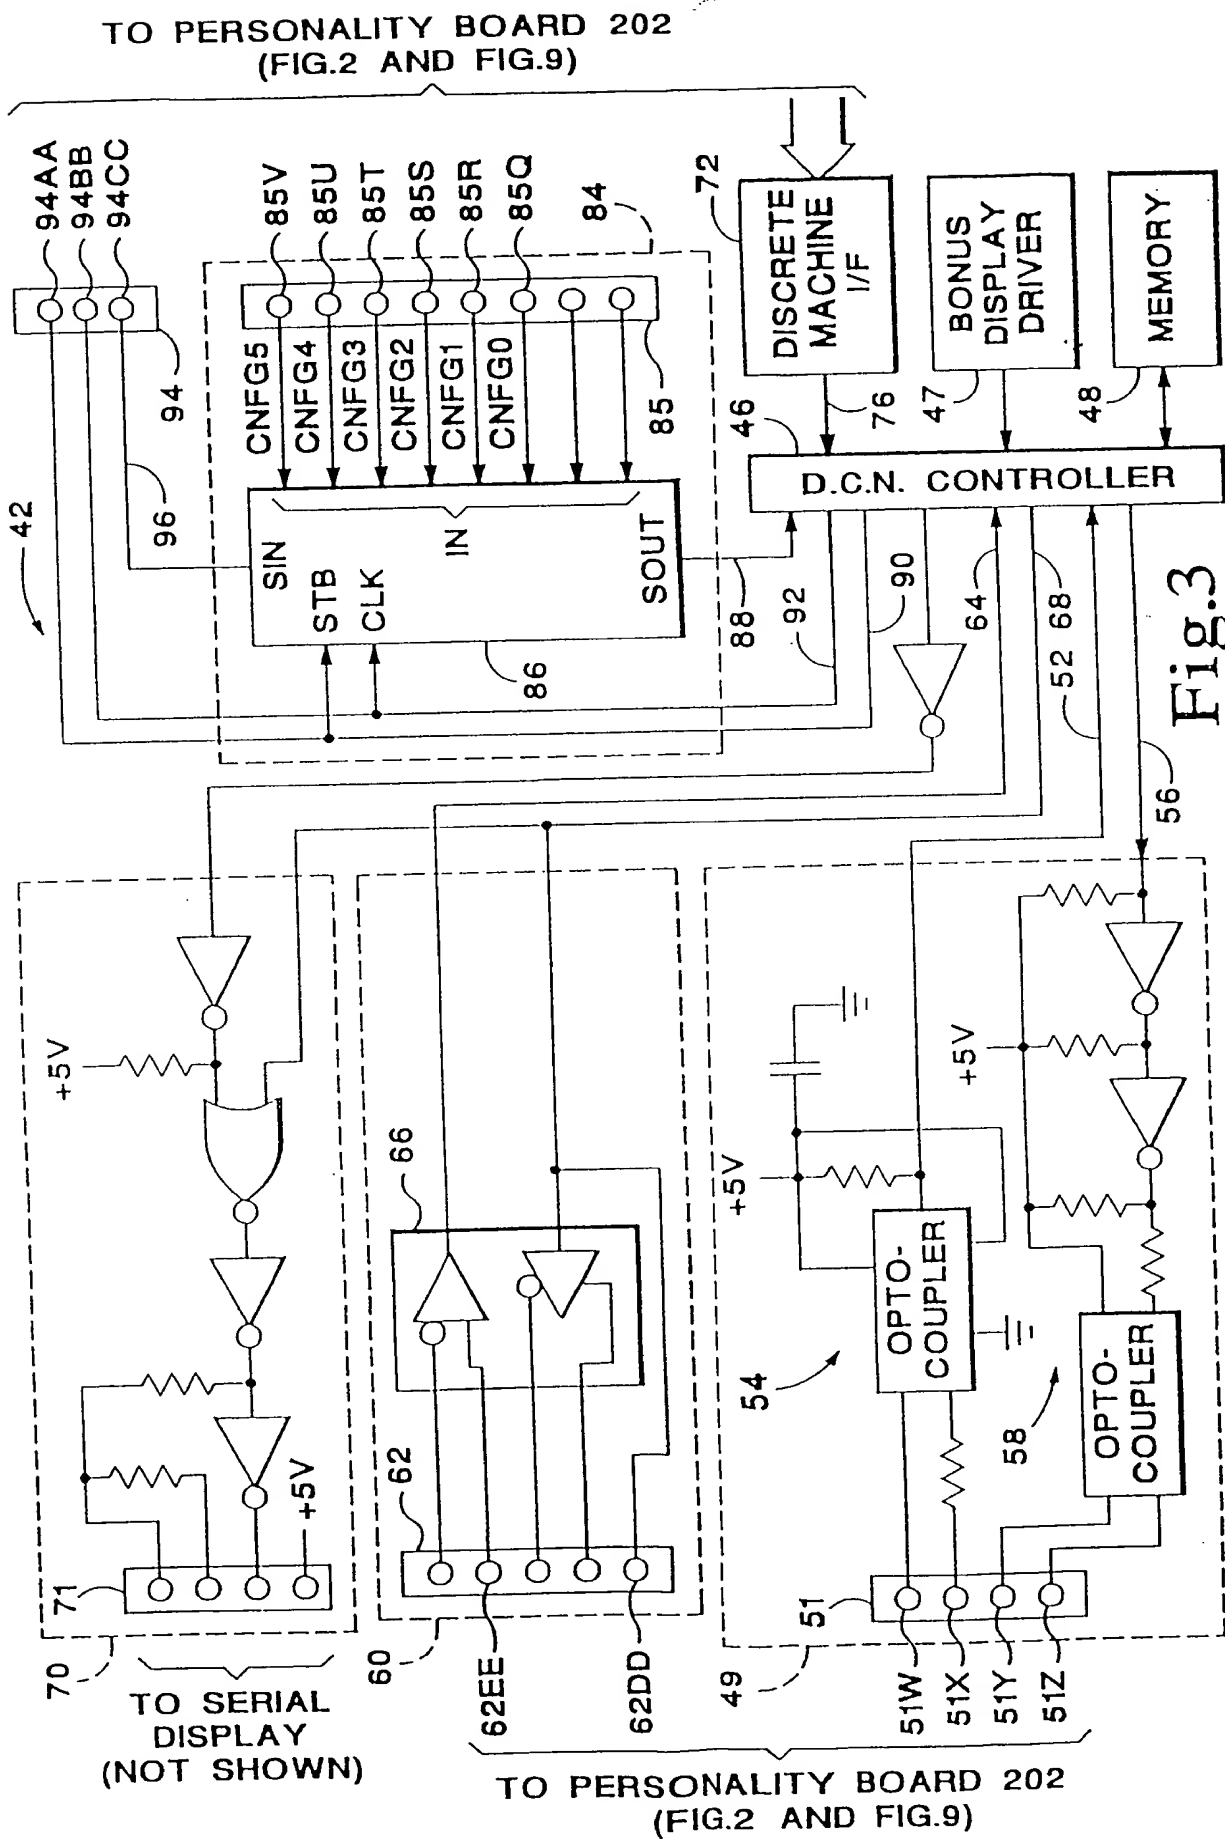 TO PERSONALITY BOARD 202
(FIG.2 AND FIG.9)
94AA
94BB
94CC
94
96
42
85V
85U
85T
85S
85R
85Q
84
CNFG5
CNFG4
CNFG3
CNFG2
CNFG1
CNFG0
85
SIN
STB
CLK
IN
SOUT
86
88
92
90
64
68
52
56
72
DISCRETE
MACHINE
I/F
76
46
BONUS
DISPLAY
DRIVER
47
MEMORY
48
D.C.N. CONTROLLER
Fig.3
+5V
71
+5V
70
TO SERIAL
DISPLAY
(NOT SHOWN)
66
62
60
62EE
62DD
+5V
+5V
OPTO-
COUPLER
54
OPTO-
COUPLER
58
51
49
51W
51X
51Y
51Z
TO PERSONALITY BOARD 202
(FIG.2 AND FIG.9)